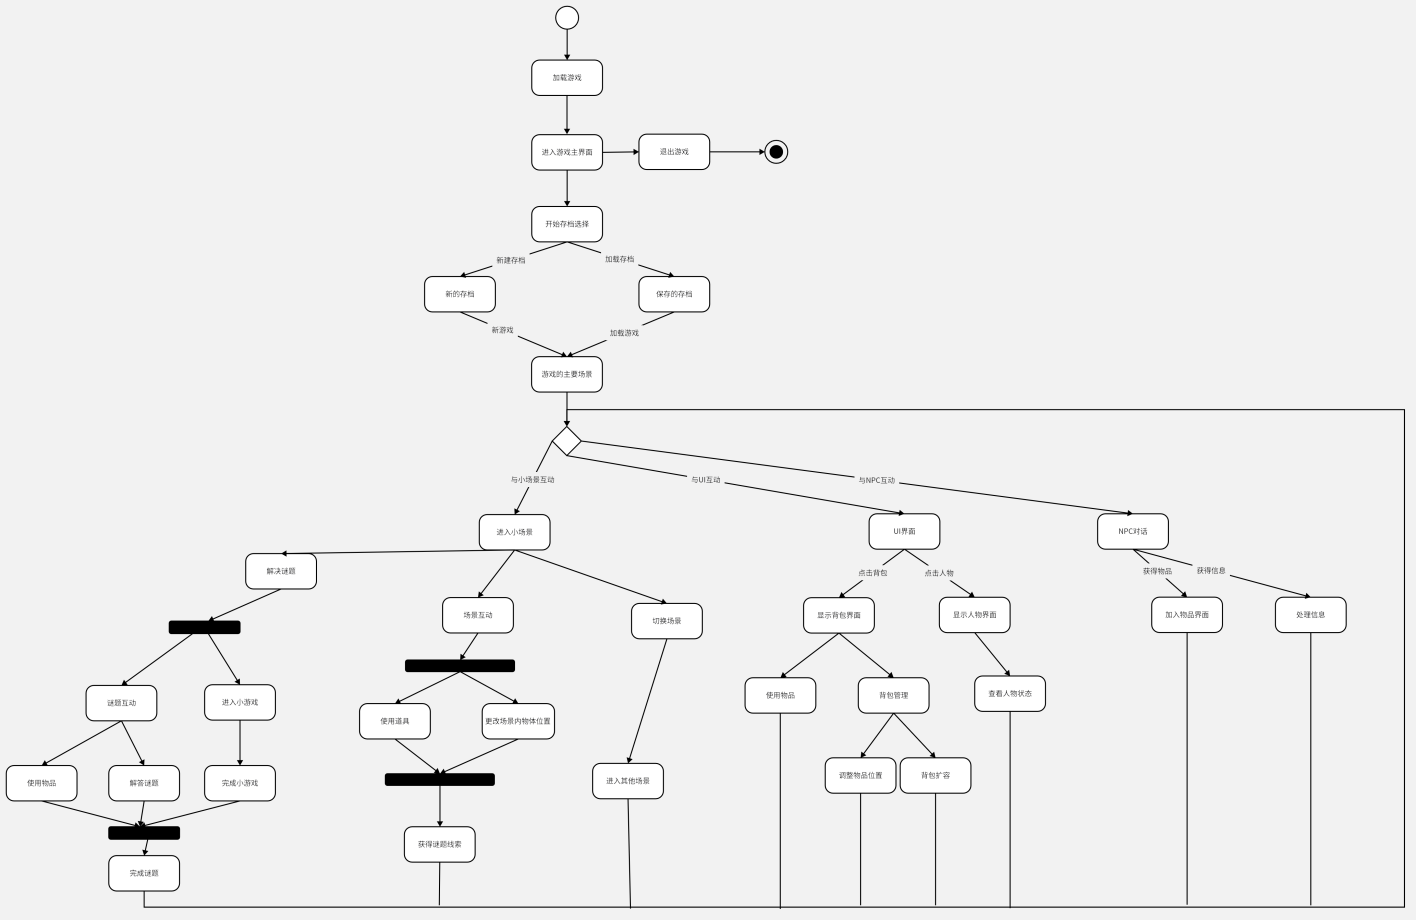 加载游戏
进入游戏主界面
退出游戏
开始存档选择
新建存档
加载存档
新的存档
保存的存档
新游戏
加载游戏
游戏的主要场景
与小场景互动
与UI互动
与NPC互动
进入小场景
UI界面
NPC对话
解决谜题
点击背包
点击人物
获得物品
获得信息
场景互动
切换场景
显示背包界面
显示人物界面
加入物品界面
处理信息
谜题互动
进入小游戏
使用道具
更改场景内物体位置
使用物品
背包管理
查看人物状态
使用物品
解答谜题
完成小游戏
进入其他场景
调整物品位置
背包扩容
获得谜题线索
完成谜题